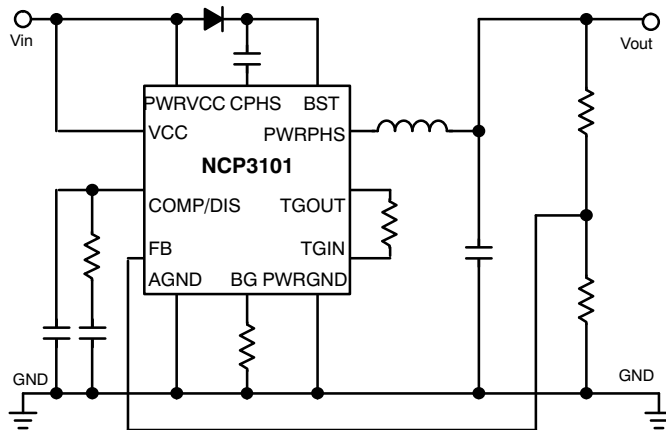 Vin
Vout
PWRVCC CPHS BST
VCC
PWRPHS
NCP3101
COMP/DIS
TGOUT
FB
TGIN
AGND
BG PWRGND
GND
GND